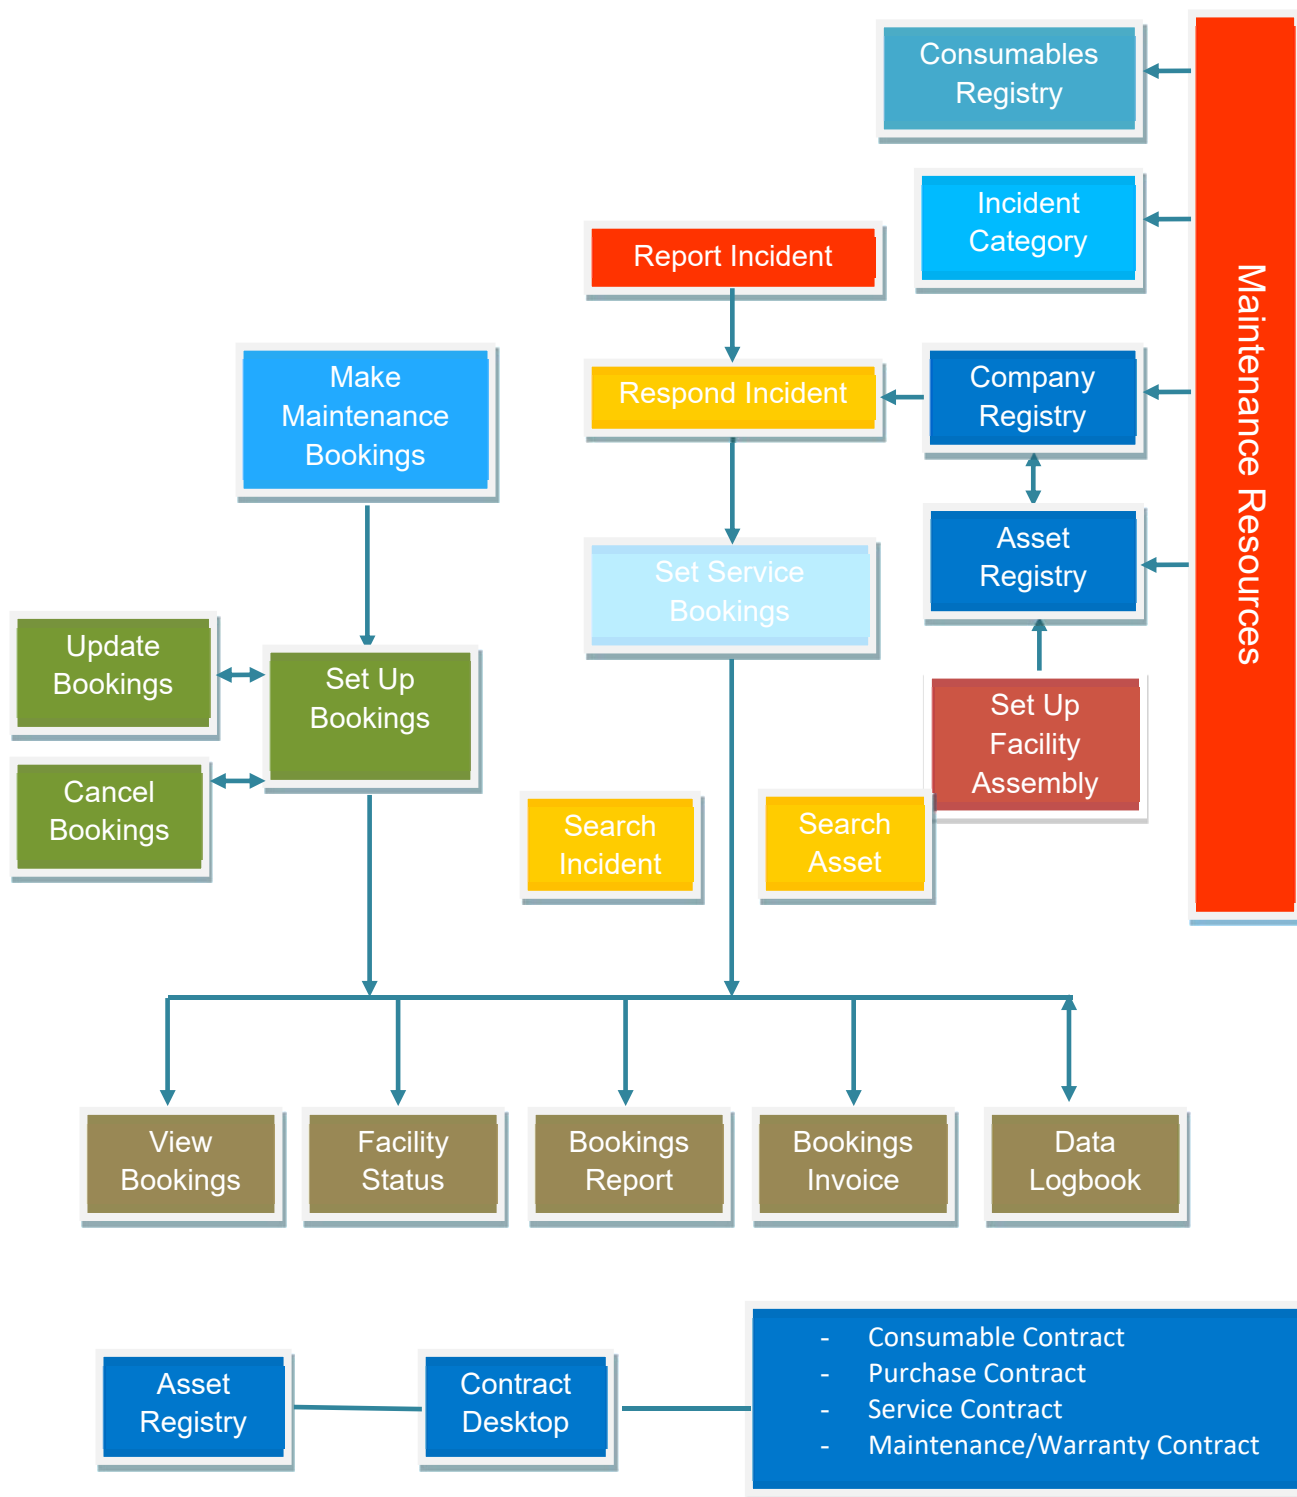 Consumables
Registry
Incident
Category
Maintenance Resources
Report Incident
Make
Maintenance
Bookings
Respond Incident
Company
Registry
Set Service
Bookings
Asset
Registry
Update
Bookings
Set Up
Bookings
Set Up
Facility
Assembly
Cancel
Bookings
Search
Incident
Search
Asset
View
Bookings
Facility
Status
Bookings
Report
Bookings
Invoice
Data
Logbook
Asset
Registry
Contract
Desktop
- Consumable Contract
- Purchase Contract
- Service Contract
- Maintenance/Warranty Contract